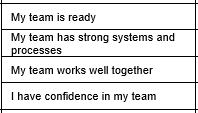 My team is ready
My team has strong systems and
processes
My team works well together
I have confidence in my team